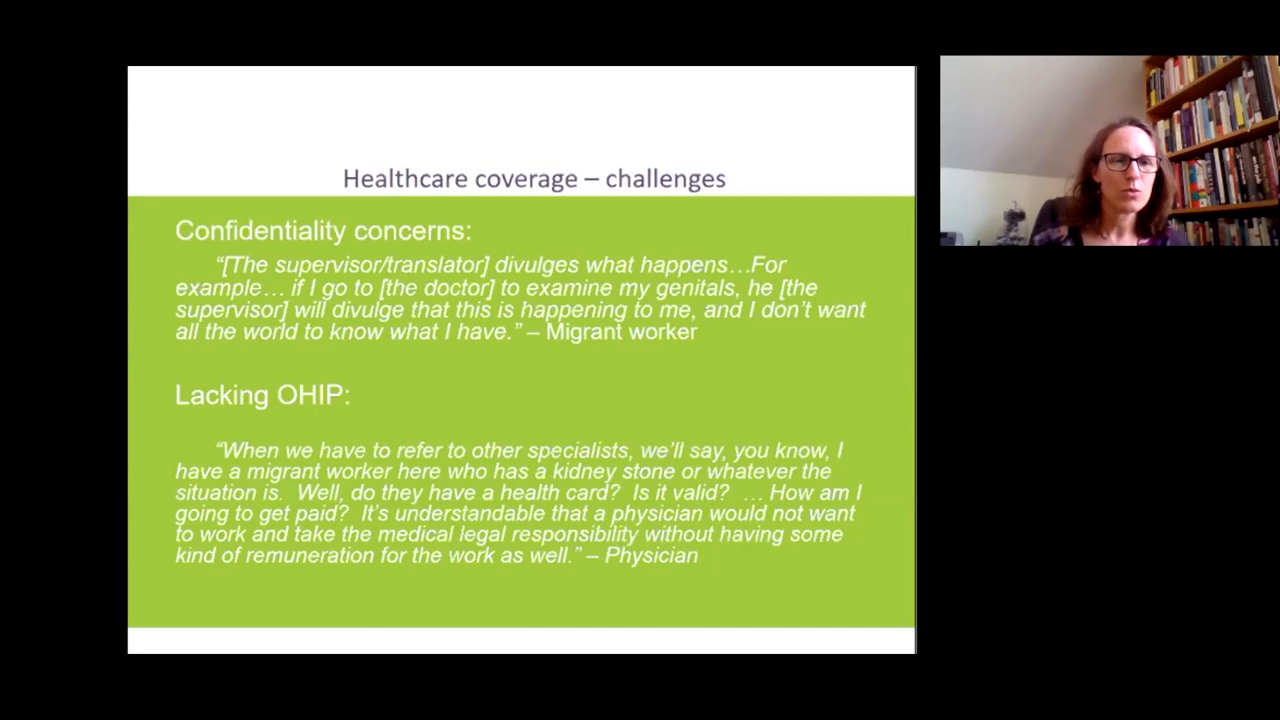 Healthcare coverage – challenges
Confidentiality concerns:
“[The supervisor/translator] divulges what happens…For
example… if I go to [the doctor] to examine my genitals, he [the
supervisor] will divulge that this is happening to me, and I don’t want
all the world to know what I have.” – Migrant worker
Lacking OHIP:
“When we have to refer to other specialists, we’ll say, you know, I
have a migrant worker here who has a kidney stone or whatever the
situation is.  Well, do they have a health card?  Is it valid?  … How am I
going to get paid?  It’s understandable that a physician would not want
to work and take the medical legal responsibility without having some
kind of remuneration for the work as well.” – Physician